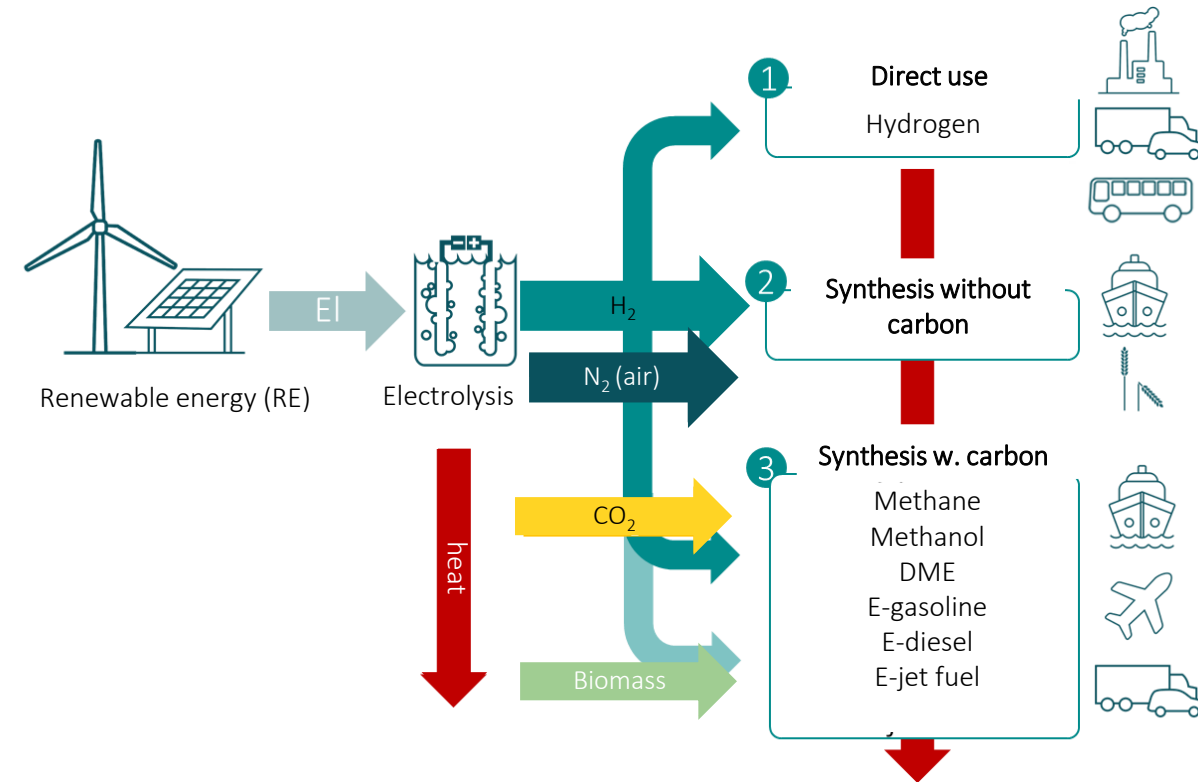 1
Direct use
Hydrogen
2
Synthesis without
carbon
El
H₂
N₂ (air)
Renewable energy (RE)
Electrolysis
3
Synthesis w. carbon
Methane
Methanol
DME
E-gasoline
E-diesel
E-jet fuel
CO₂
heat
Biomass